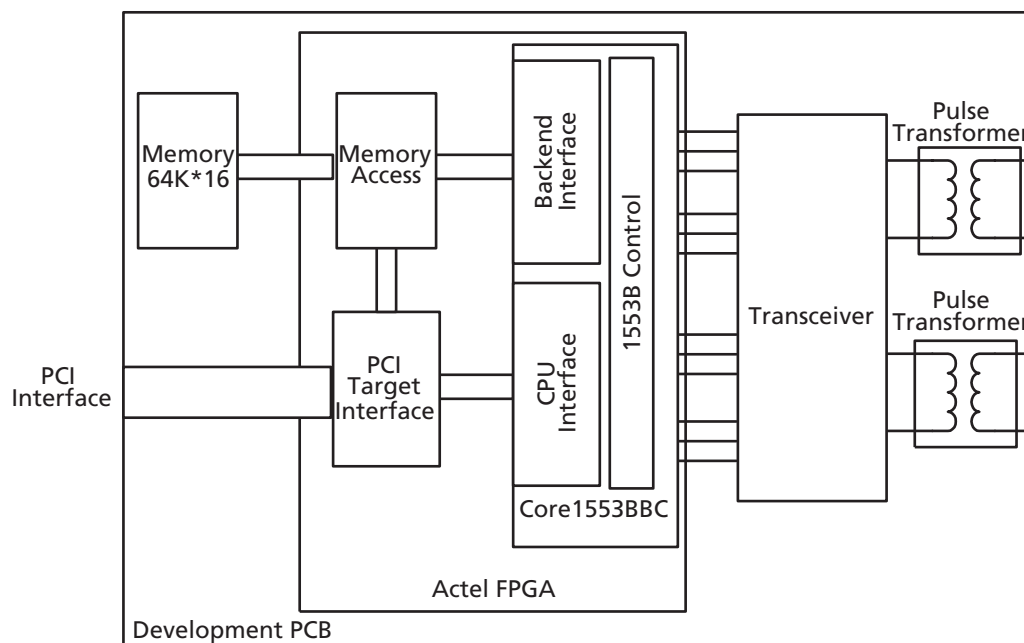 Memory
64K*16
Memory
Access
Backend
Interface
1553B Control
Pulse
Transformer
Transceiver
Pulse
Transformer
PCI
Interface
PCI
Target
Interface
CPU
Interface
Core1553BBC
Actel FPGA
Development PCB